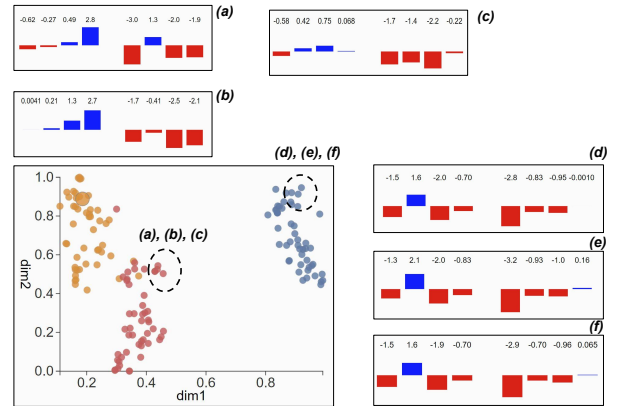 (a)
-0.62 -0.27 0.49 2.8 -3.0 1.3 -2.0 -1.9
(c)
-0.58 0.42 0.75 0.068 -1.7 -1.4 -2.2 -0.22
(b)
0.0041 0.21 1.3 2.7 -1.7 -0.41 -2.5 -2.1
(d), (e), (f)
(a), (b), (c)
1.0
0.8
0.6
0.4
0.2
0.0
dim2
0.2 0.4 0.6 0.8
dim1
(d)
-1.5 1.6 -2.0 -0.70 -2.8 -0.83 -0.95 -0.0010
(e)
-1.3 2.1 -2.0 -0.83 -3.2 -0.93 -1.0 0.16
(f)
-1.5 1.6 -1.9 -0.70 -2.9 -0.70 -0.96 0.065